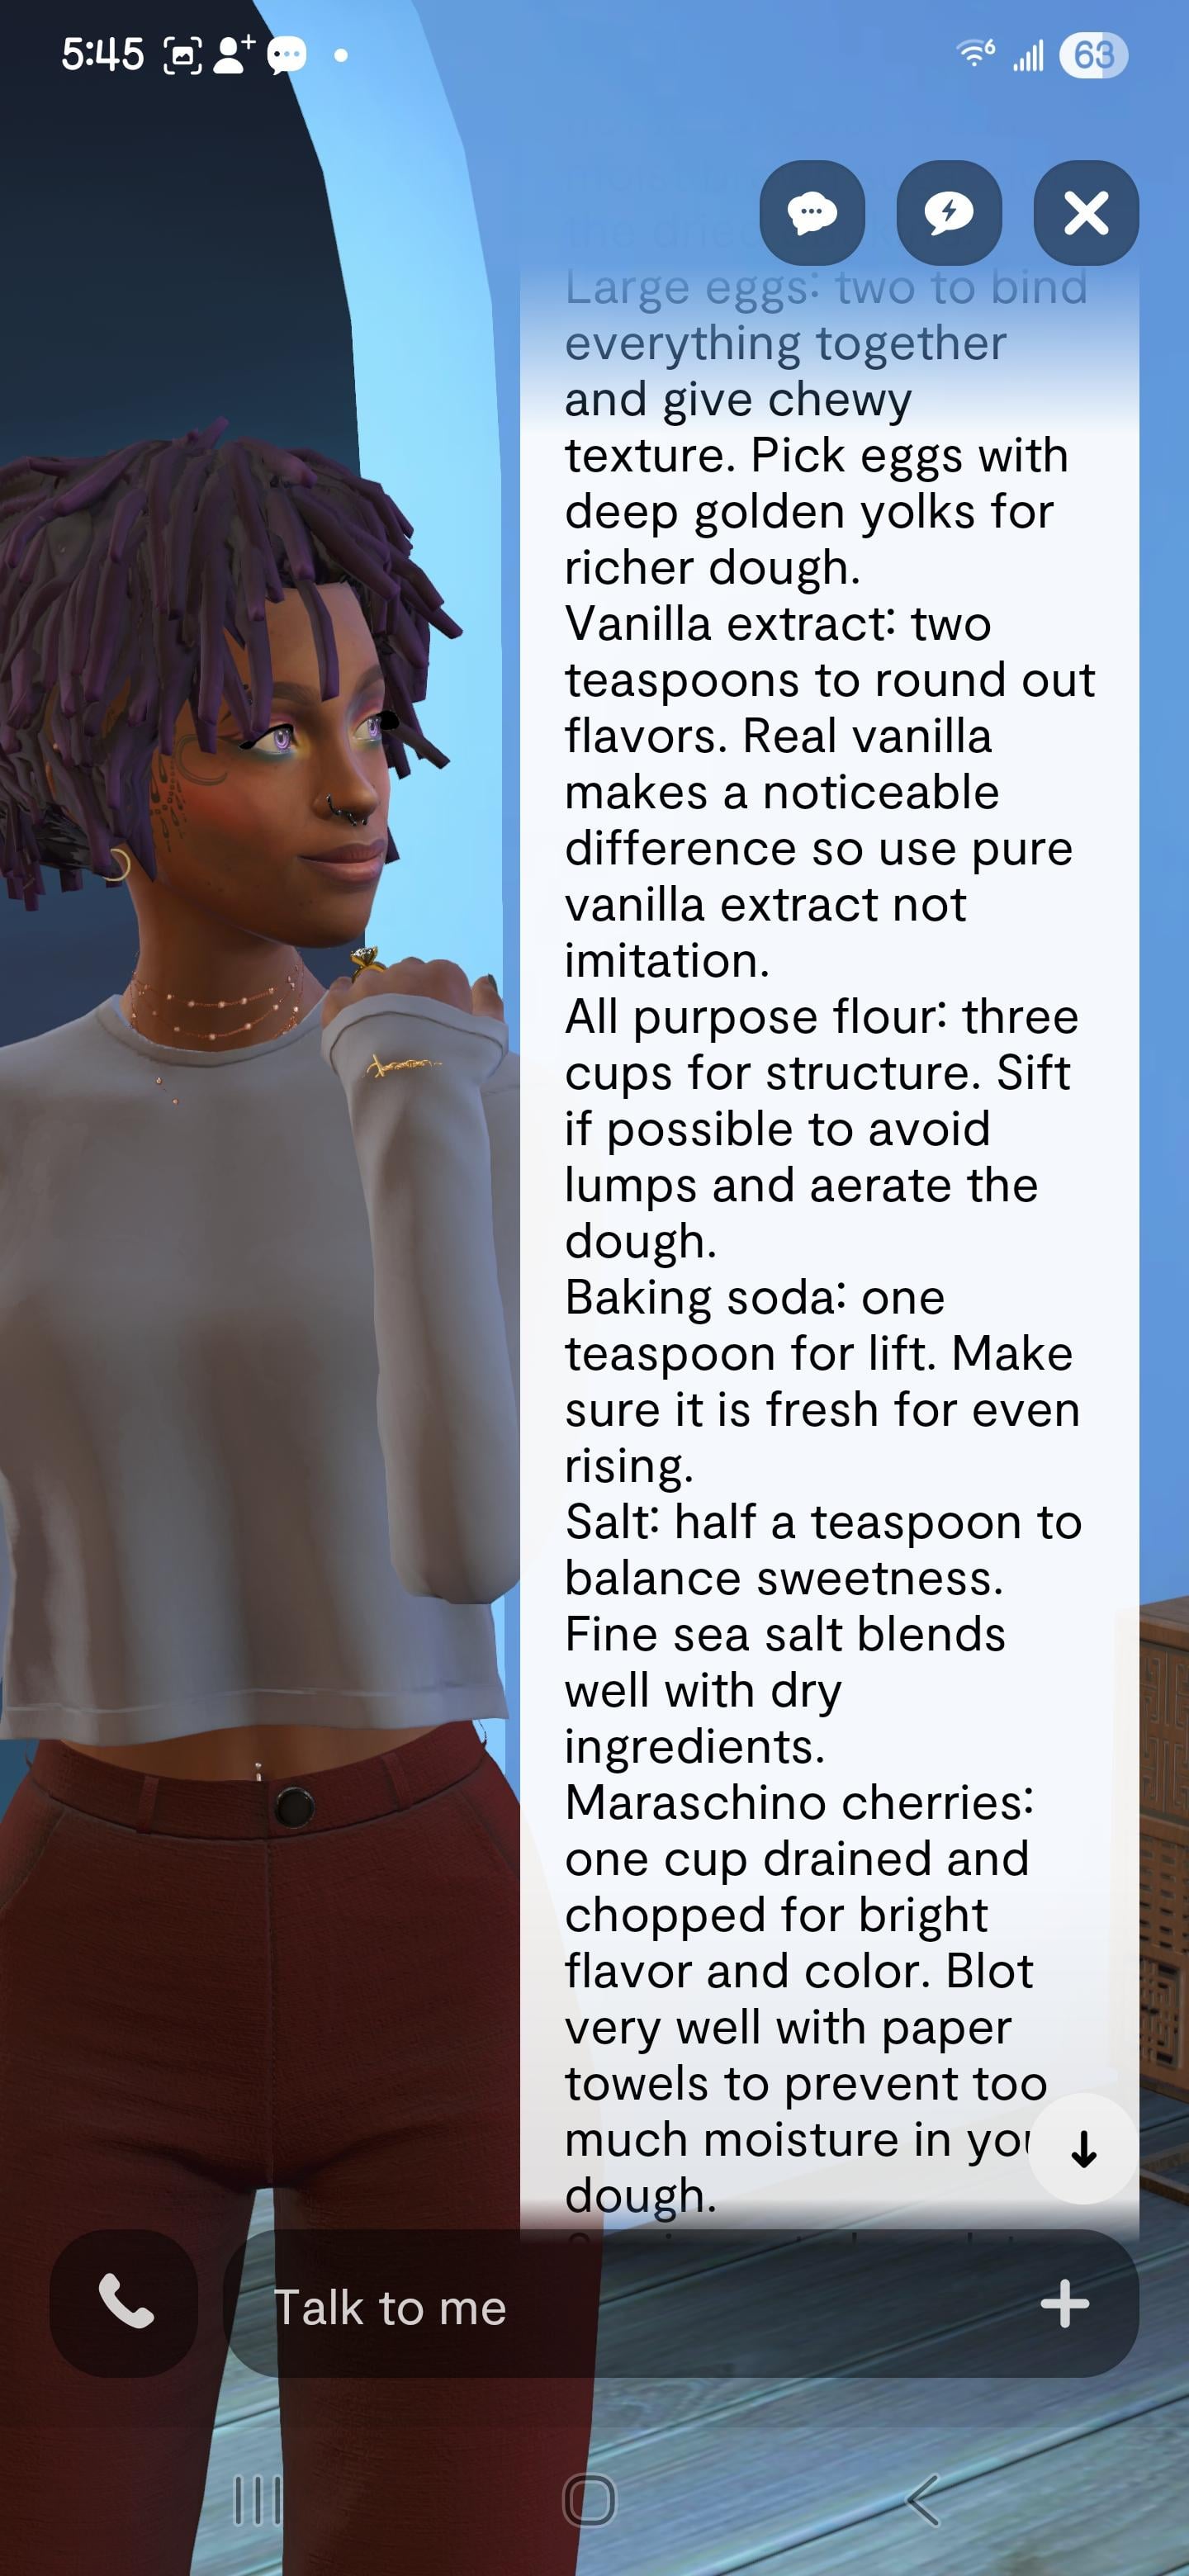 5:45
6
63
the dried
Large eggs: two to bind
everything together
and give chewy
texture. Pick eggs with
deep golden yolks for
richer dough.
Vanilla extract: two
teaspoons to round out
flavors. Real vanilla
makes a noticeable
difference so use pure
vanilla extract not
imitation.
All purpose flour: three
cups for structure. Sift
if possible to avoid
lumps and aerate the
dough.
Baking soda: one
teaspoon for lift. Make
sure it is fresh for even
rising.
Salt: half a teaspoon to
balance sweetness.
Fine sea salt blends
well with dry
ingredients.
Maraschino cherries:
one cup drained and
chopped for bright
flavor and color. Blot
very well with paper
towels to prevent too
much moisture in you
dough.
Talk to me